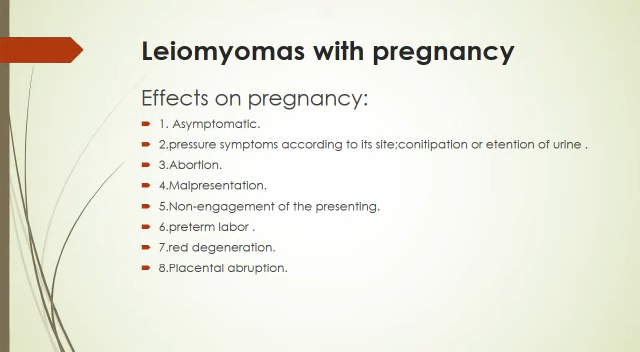 Leiomyomas with pregnancy
Effects on pregnancy:
1. Asymptomatic.
2.pressure symptoms according to its site;conitipation or etention of urine .
3.Abortion.
4.Malpresentation.
5.Non-engagement of the presenting.
6.preterm labor .
7.red degeneration.
8.Placental abruption.